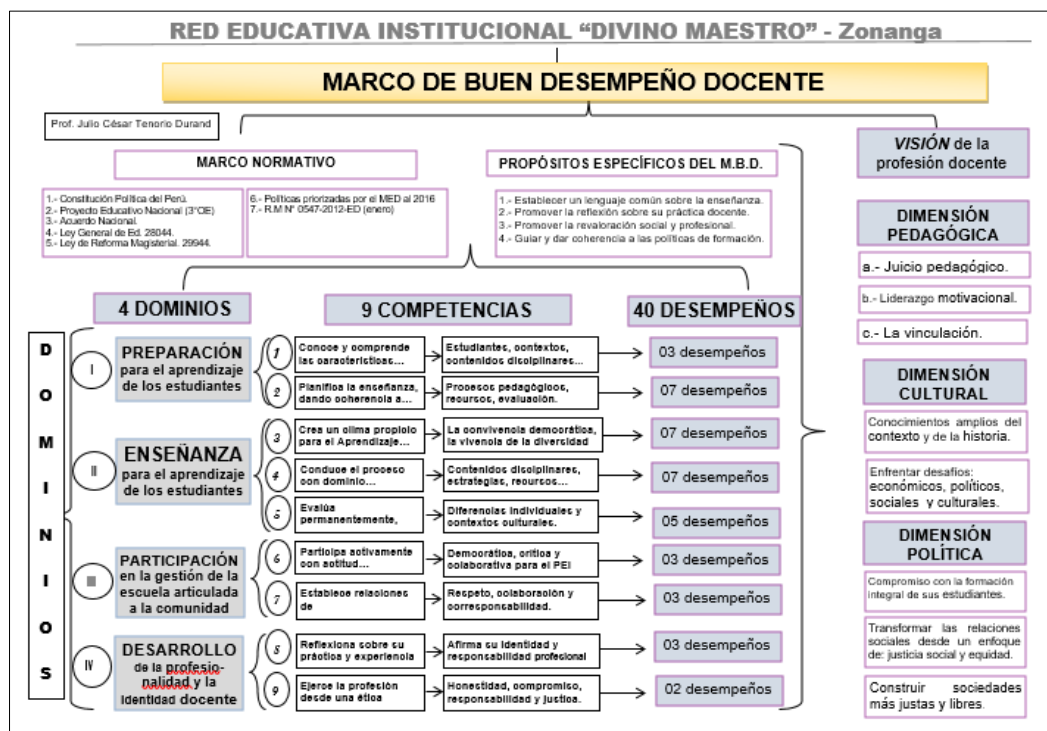 RED EDUCATIVA INSTITUCIONAL “DIVINO MAESTRO” - Zonanga
MARCO DE BUEN DESEMPEÑO DOCENTE
Prof. Julio César Tenorio Durand
MARCO NORMATIVO
1.- Constitución Política del Perú.
2.- Proyecto Educativo Nacional (3°OE)
3.- Acuerdo Nacional.
4.- Ley General de Ed. 28044.
5.- Ley de Reforma Magisterial. 29944.
6.- Políticas priorizadas por el MED al 2016
7.- R.M N° 0547-2012-ED (enero)
PROPÓSITOS ESPECÍFICOS DEL M.B.D.
1.- Establecer un lenguaje común sobre la enseñanza.
2.- Promover la reflexión sobre su práctica docente.
3.- Promover la revaloración social y profesional.
4.- Guiar y dar coherencia a las políticas de formación.
4 DOMINIOS
9 COMPETENCIAS
40 DESEMPEÑOS
DOMINIOS
I
PREPARACIÓN
para el aprendizaje
de los estudiantes
1
Conoce y comprende
las características...
Estudiantes, contextos,
contenidos disciplinares...
03 desempeños
2
Planifica la enseñanza,
dando coherencia a...
Procesos pedagógicos,
recursos, evaluación.
07 desempeños
II
ENSEÑANZA
para el aprendizaje
de los estudiantes
3
Crea un clima propicio
para el Aprendizaje...
La convivencia democrática,
la vivencia de la diversidad
07 desempeños
4
Conduce el proceso
con dominio...
Contenidos disciplinares,
estrategias, recursos...
07 desempeños
5
Evalúa
permanentemente,
Diferencias individuales y
contextos culturales.
05 desempeños
III
PARTICIPACIÓN
en la gestión de la
escuela articulada
a la comunidad
6
Participa activamente
con actitud...
Democrática, crítica y
colaborativa para el PEI
03 desempeños
7
Establece relaciones
de
Respeto, colaboración y
corresponsabilidad.
03 desempeños
IV
DESARROLLO
de la profesio-
nalidad y la
identidad docente
8
Reflexiona sobre su
práctica y experiencia
Afirma su identidad y
responsabilidad profesional
03 desempeños
9
Ejerce la profesión
desde una ética
Honestidad, compromiso,
responsabilidad y justicia.
02 desempeños
VISIÓN de la
profesión docente
DIMENSIÓN
PEDAGÓGICA
a.- Juicio pedagógico.
b.- Liderazgo motivacional.
c.- La vinculación.
DIMENSIÓN
CULTURAL
Conocimientos amplios del
contexto y de la historia.
Enfrentar desafíos:
económicos, políticos,
sociales y culturales.
DIMENSIÓN
POLÍTICA
Compromiso con la formación
integral de sus estudiantes.
Transformar las relaciones
sociales desde un enfoque
de: justicia social y equidad.
Construir sociedades
más justas y libres.